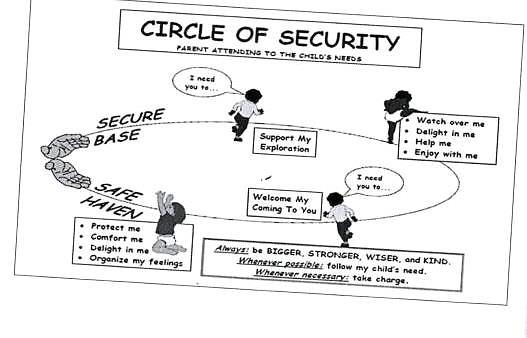 CIRCLE OF SECURITY
PARENT ATTENDING TO THE CHILD'S NEEDS
I need
you to...
SECURE
BASE
Support My
Exploration
• Watch over me
• Delight in me
• Help me
• Enjoy with me
I need
you to...
SAFE
HAVEN
Welcome My
Coming To You
• Protect me
• Comfort me
• Delight in me
• Organize my feelings
Always: be BIGGER, STRONGER, WISER, and KIND.
Whenever possible: follow my child's need.
Whenever necessary: take charge.